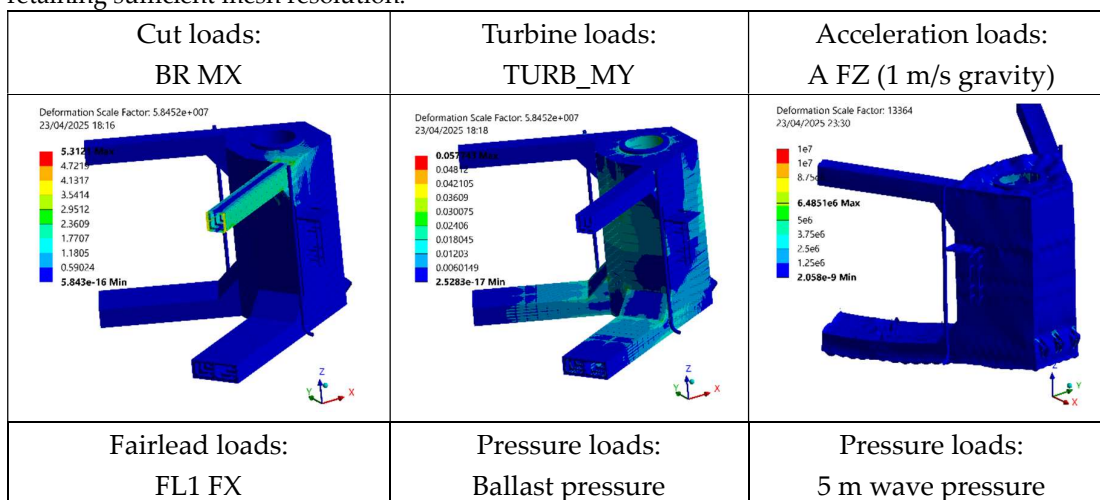 retaining sufficient mesh resolution.
Cut loads:
BR MX
Turbine loads:
TURB_MY
Acceleration loads:
A FZ (1 m/s gravity)
Deformation Scale Factor: 5.8452e+007
23/04/2025 18:16
Max
4.7219
4.1317
3.5414
2.9512
2.3609
1.7707
1.1805
0.59024
5.843e-16 Min
Z
Y
X
Deformation Scale Factor: 5.8452e+007
23/04/2025 18:18
Max
0.042105
0.03609
0.030075
0.02406
0.018045
0.01203
0.0060149
2.5283e-17 Min
Z
Y
X
Deformation Scale Factor: 13364
23/04/2025 23:30
1e7
1e7
6.4851e6 Max
5e6
3.75e6
2.5e6
1.25e6
2.058e-9 Min
Z
Y
X
Fairlead loads:
FL1 FX
Pressure loads:
Ballast pressure
Pressure loads:
5 m wave pressure